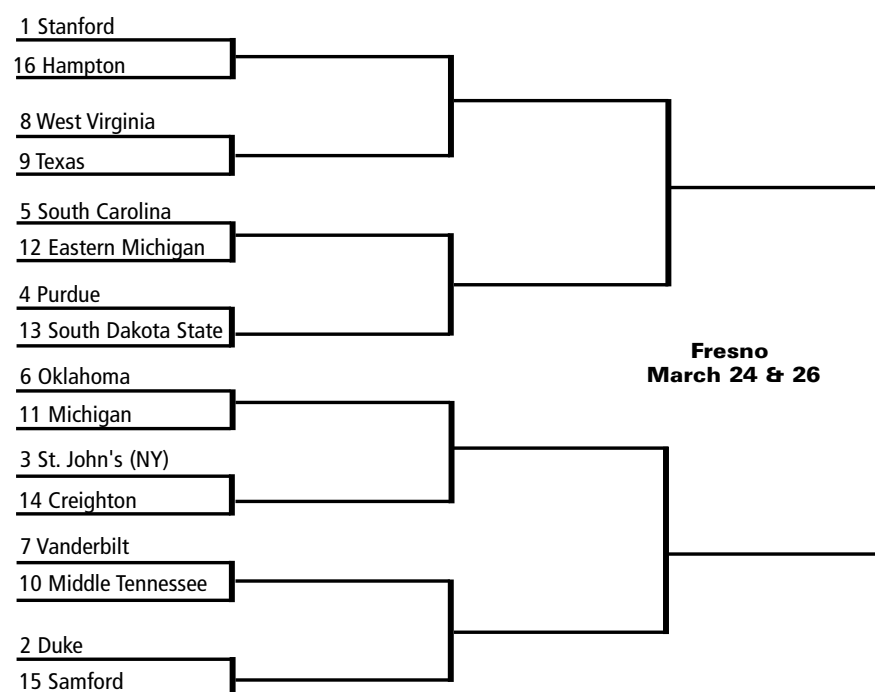 1 Stanford
16 Hampton
8 West Virginia
9 Texas
5 South Carolina
12 Eastern Michigan
4 Purdue
13 South Dakota State
6 Oklahoma
11 Michigan
3 St. John's (NY)
14 Creighton
7 Vanderbilt
10 Middle Tennessee
2 Duke
15 Samford
Fresno
March 24 & 26